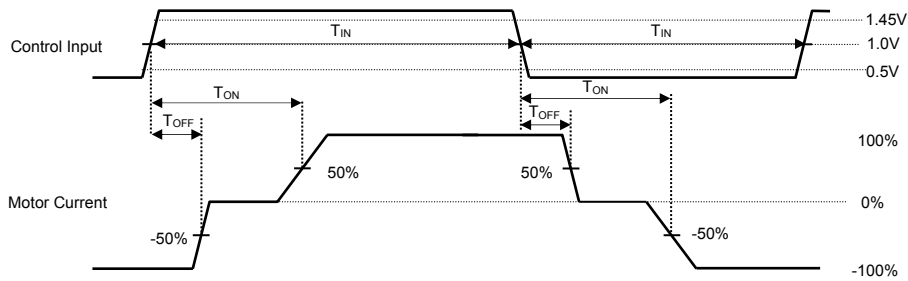 1.45V
Control Input
T_IN
T_IN
1.0V
0.5V
T_ON
T_ON
T_OFF
T_OFF
100%
50%
50%
Motor Current
0%
-50%
-50%
-100%